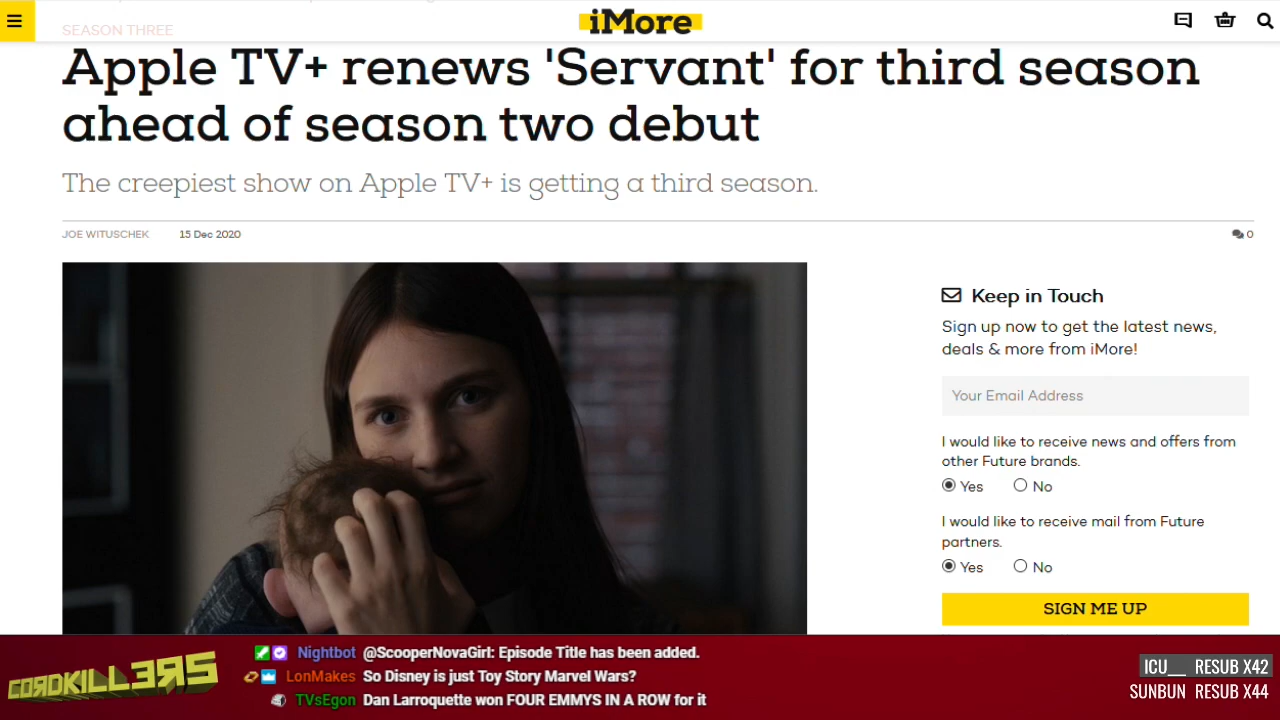 iMore
SEASON THREE
Apple TV+ renews 'Servant' for third season
ahead of season two debut
The creepiest show on Apple TV+ is getting a third season.
JOE WITUSCHEK 15 Dec 2020
0
Keep in Touch
Sign up now to get the latest news,
deals & more from iMore!
Your Email Address
I would like to receive news and offers from
other Future brands.
Yes No
I would like to receive mail from Future
partners.
Yes No
SIGN ME UP
CORDKILLERS
Nightbot @ScooperNovaGirl: Episode Title has been added.
LonMakes So Disney is just Toy Story Marvel Wars?
TVsEgon Dan Larroquette won FOUR EMMYS IN A ROW for it
ICU__ RESUB X42
SUNBUN RESUB X44